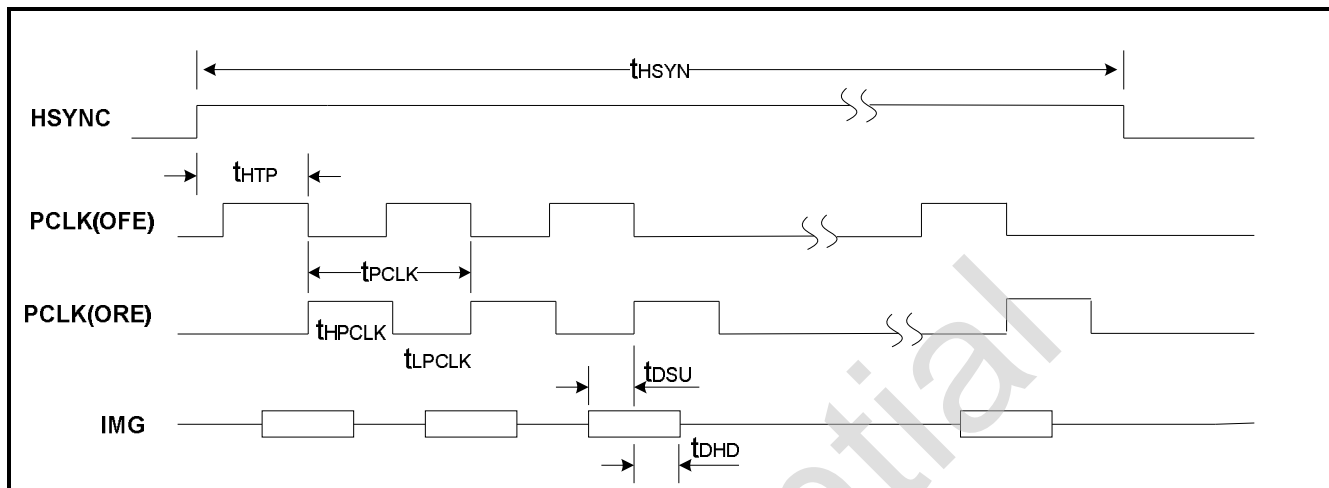 tHSYN
HSYNC
tHTP
PCLK(OFE)
tPCLK
PCLK(ORE)
tHPCLK
tLPCLK
tDSU
IMG
tDHD